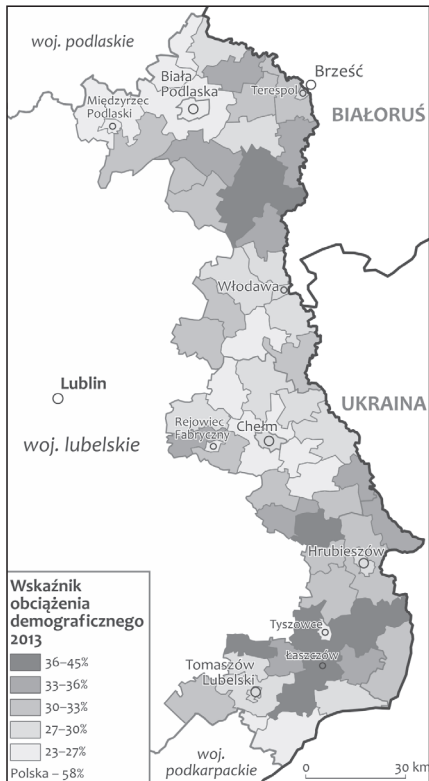 woj. podlaskie
Biała
Podlaska
Brześć
Terespol
Międzyrzec
Podlaski
BIAŁORUŚ
Włodawa
Lublin
UKRAINA
woj. lubelskie
Rejowiec
Fabryczny
Chełm
Hrubieszów
Tyszowce
Łaszczów
Tomaszów
Lubelski
woj.
podkarpackie
Wskaźnik
obciążenia
demograficznego
2013
36–45%
33–36%
30–33%
27–30%
23–27%
Polska – 58%
0 30 km